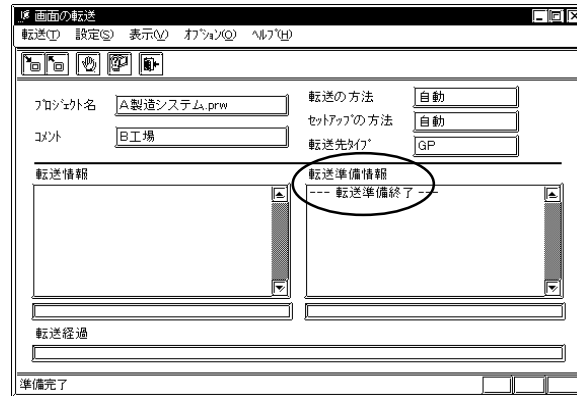 画面の転送
転送(T) 設定(S) 表示(V) オプション(O) ヘルプ(H)
プロジェクト名 A製造システム.prw
コメント B工場
転送の方法 自動
セットアップの方法 自動
転送先タイプ GP
転送情報
転送準備情報
--- 転送準備終了 ---
転送経過
準備完了